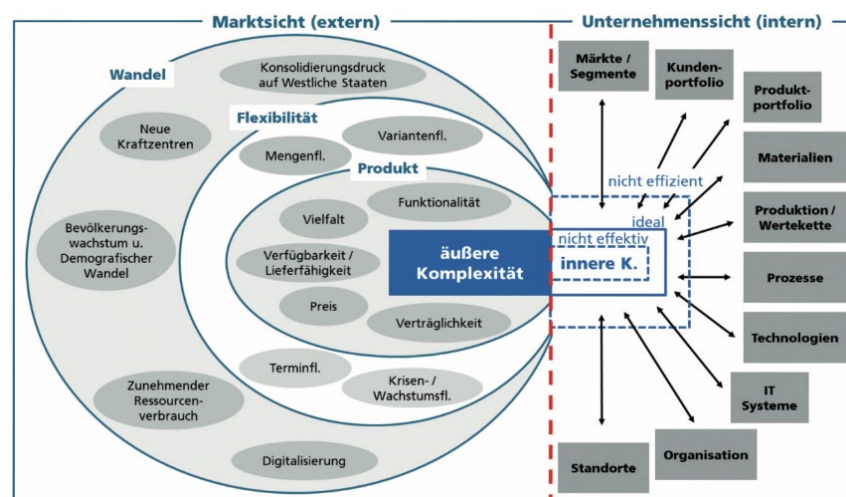 Marktsicht (extern)
Unternehmenssicht (intern)
Wandel
Konsolidierungsdruck
auf Westliche Staaten
Flexibilität
Neue
Kraftzentren
Mengenfl.
Variantenfl.
Produkt
Funktionalität
Vielfalt
Bevölkerungs-
wachstum u.
Demografischer
Wandel
Verfügbarkeit /
Lieferfähigkeit
äußere
Komplexität
Preis
Verträglichkeit
Terminfl.
Krisen- /
Wachstumsfl.
Zunehmender
Ressourcen-
verbrauch
Digitalisierung
nicht effizient
ideal
nicht effektiv
innere K.
Märkte /
Segmente
Kunden-
portfolio
Produkt-
portfolio
Materialien
Produktion /
Wertekette
Prozesse
Technologien
IT
Systeme
Organisation
Standorte